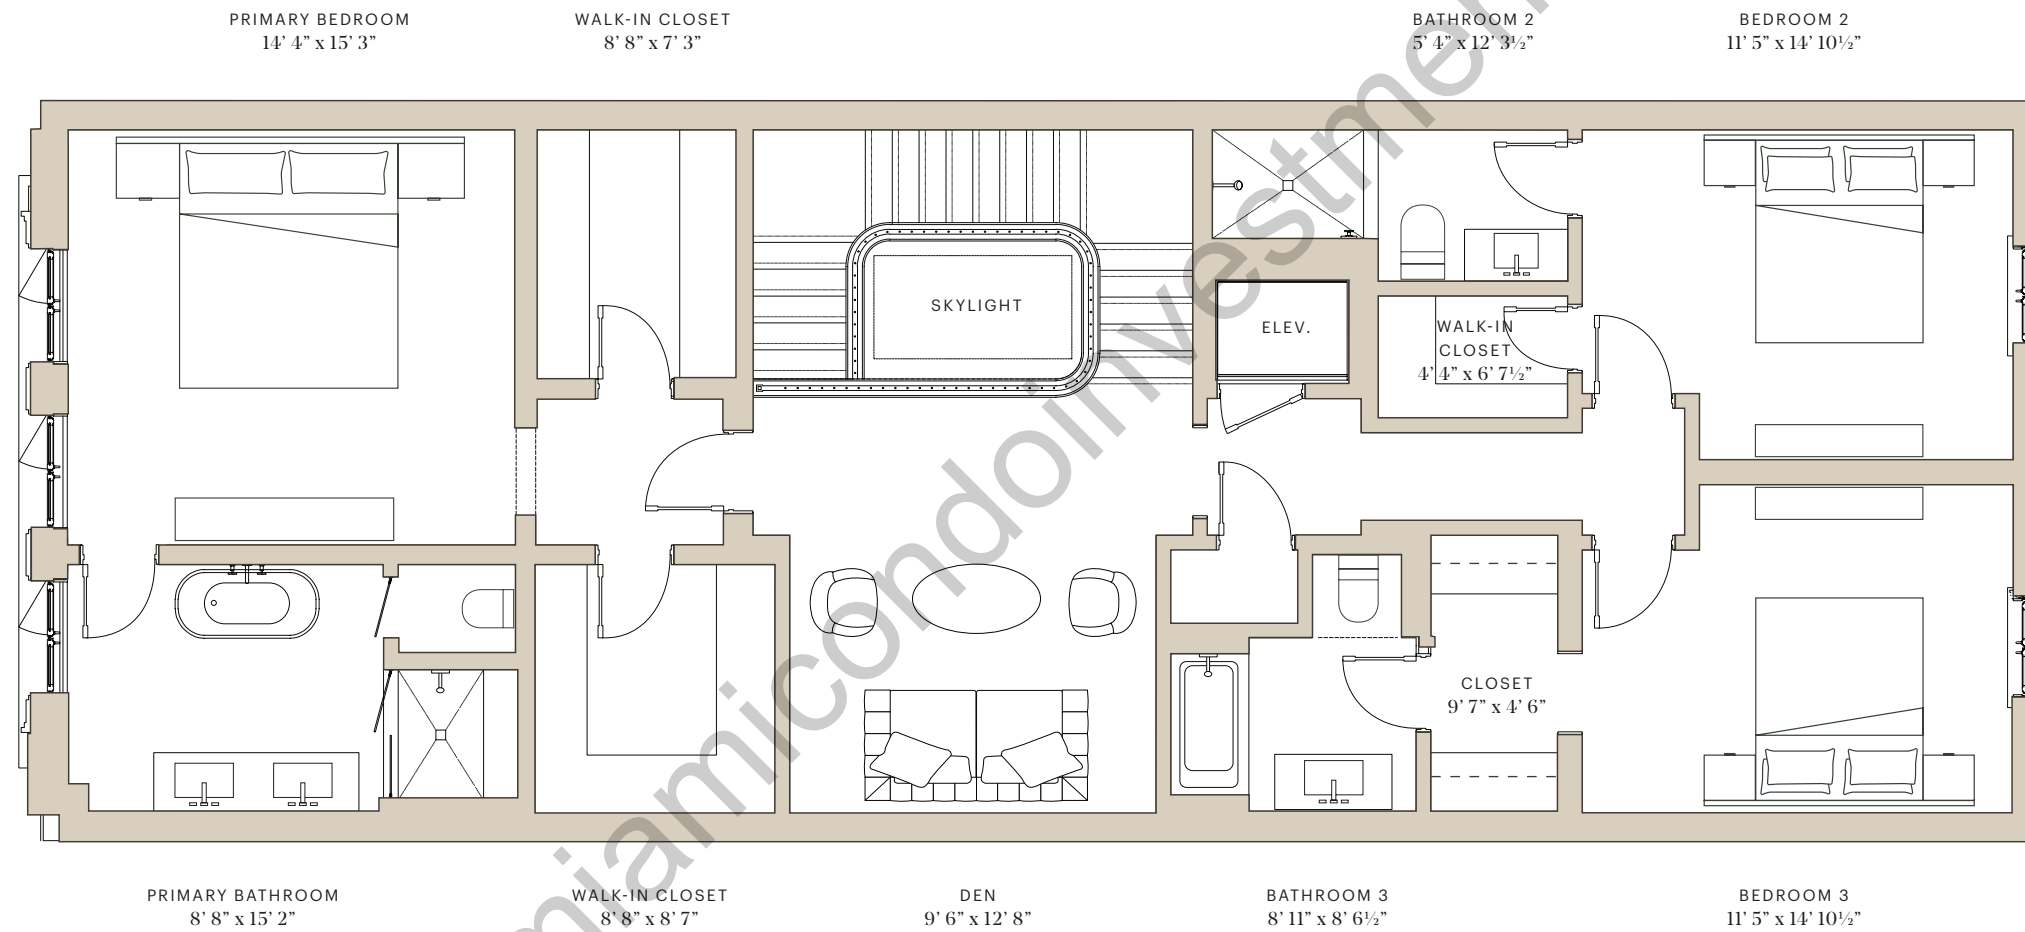 PRIMARY BEDROOM
14' 4" x 15' 3"
WALK-IN CLOSET
8' 8" x 7' 3"
BATHROOM 2
5' 4" x 12' 3½"
BEDROOM 2
11' 5" x 14' 10½"
SKYLIGHT
ELEV.
WALK-IN
CLOSET
4' 4" x 6' 7½"
CLOSET
9' 7" x 4' 6"
PRIMARY BATHROOM
8' 8" x 15' 2"
WALK-IN CLOSET
8' 8" x 8' 7"
DEN
9' 6" x 12' 8"
BATHROOM 3
8' 11" x 8' 6½"
BEDROOM 3
11' 5" x 14' 10½"
miamicondoinvestmen